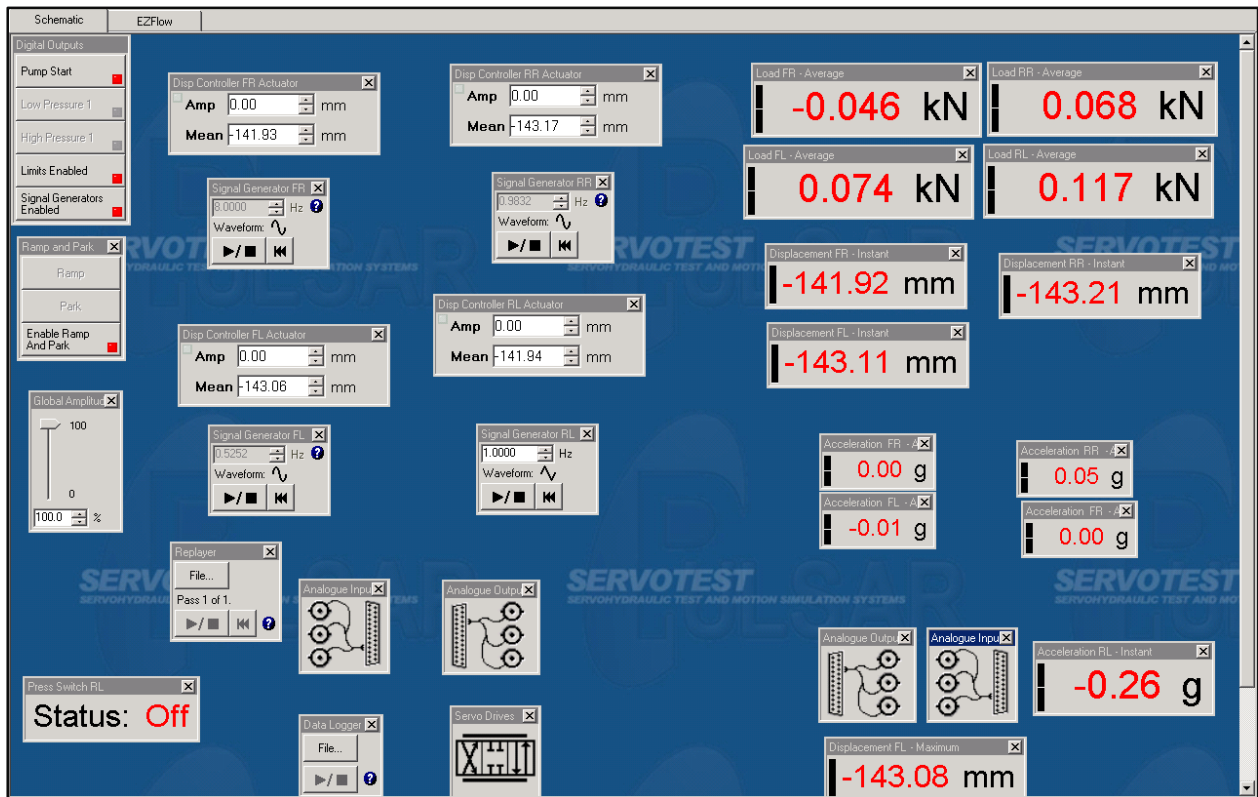 Schematic
EZFlow
Digital Outputs
Pump Start
Low Pressure 1
High Pressure 1
Limits Enabled
Signal Generators
Enabled
Ramp and Park
Ramp
Park
Enable Ramp
And Park
Global Amplitud
100
0
100.0 %
Disp Controller FR Actuator
Amp 0.00 mm
Mean -141.93 mm
Signal Generator FR
8.0000 Hz
Waveform:
Disp Controller RR Actuator
Amp 0.00 mm
Mean -143.17 mm
Signal Generator RR
0.9832 Hz
Waveform:
Disp Controller FL Actuator
Amp 0.00 mm
Mean -143.06 mm
Signal Generator FL
0.5252 Hz
Waveform:
Disp Controller RL Actuator
Amp 0.00 mm
Mean -141.94 mm
Signal Generator RL
1.0000 Hz
Waveform:
Load FR - Average
-0.046 kN
Load RR - Average
0.068 kN
Load FL - Average
0.074 kN
Load RL - Average
0.117 kN
Displacement FR - Instant
-141.92 mm
Displacement RR - Instant
-143.21 mm
Displacement FL - Instant
-143.11 mm
Acceleration FR - A
0.00 g
Acceleration RR - A
0.05 g
Acceleration FL - A
-0.01 g
Acceleration FR - A
0.00 g
Replayer
File...
Pass 1 of 1.
Analogue Inpu
Analogue Outpu
Analogue Outpu
Analogue Inpu
Acceleration RL - Instant
-0.26 g
Press Switch RL
Status: Off
Data Logger
File...
Servo Drives
Displacement FL - Maximum
-143.08 mm
SERVOTEST
SERVOHYDRAULIC TEST AND MOTION SIMULATION SYSTEMS
SERVOTEST